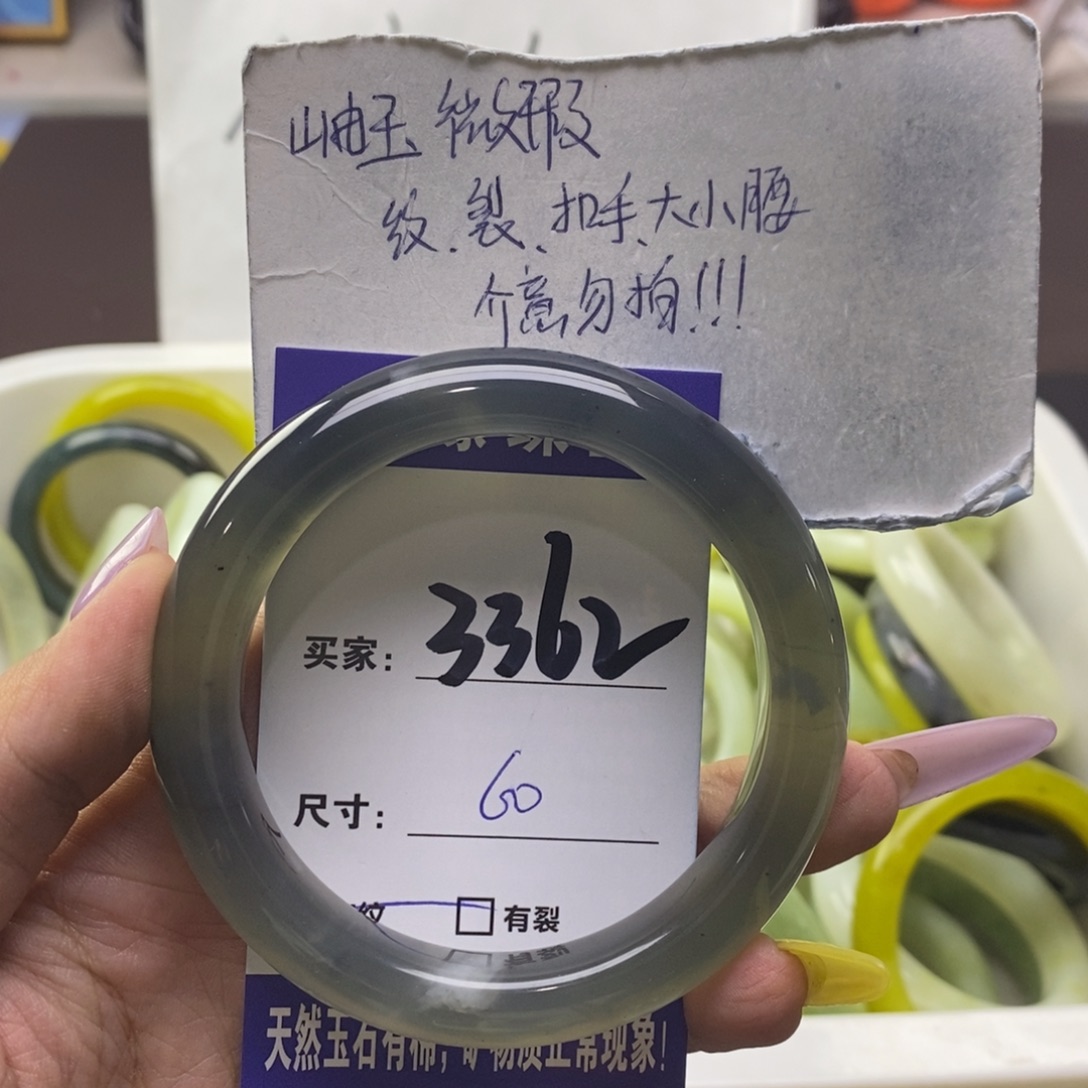 岫玉 微瑕
纹、裂、扣手、大小腰
介意勿拍!!!
买家: 3362
尺寸: 60
纹 □ 有裂
天然玉石有棉,矿物质正常现象!